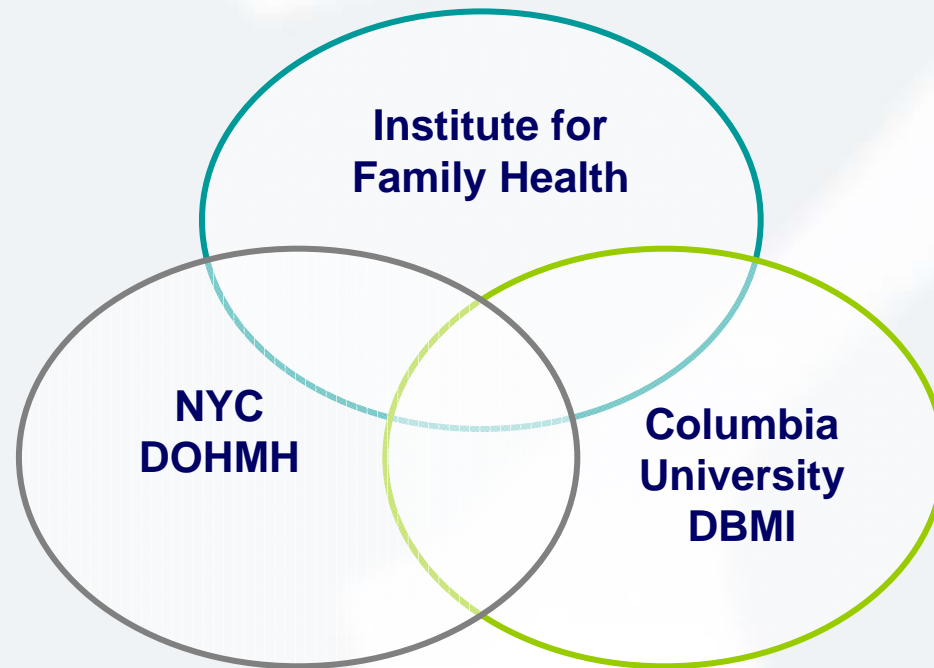 Institute for
Family Health
NYC
DOHMH
Columbia
University
DBMI